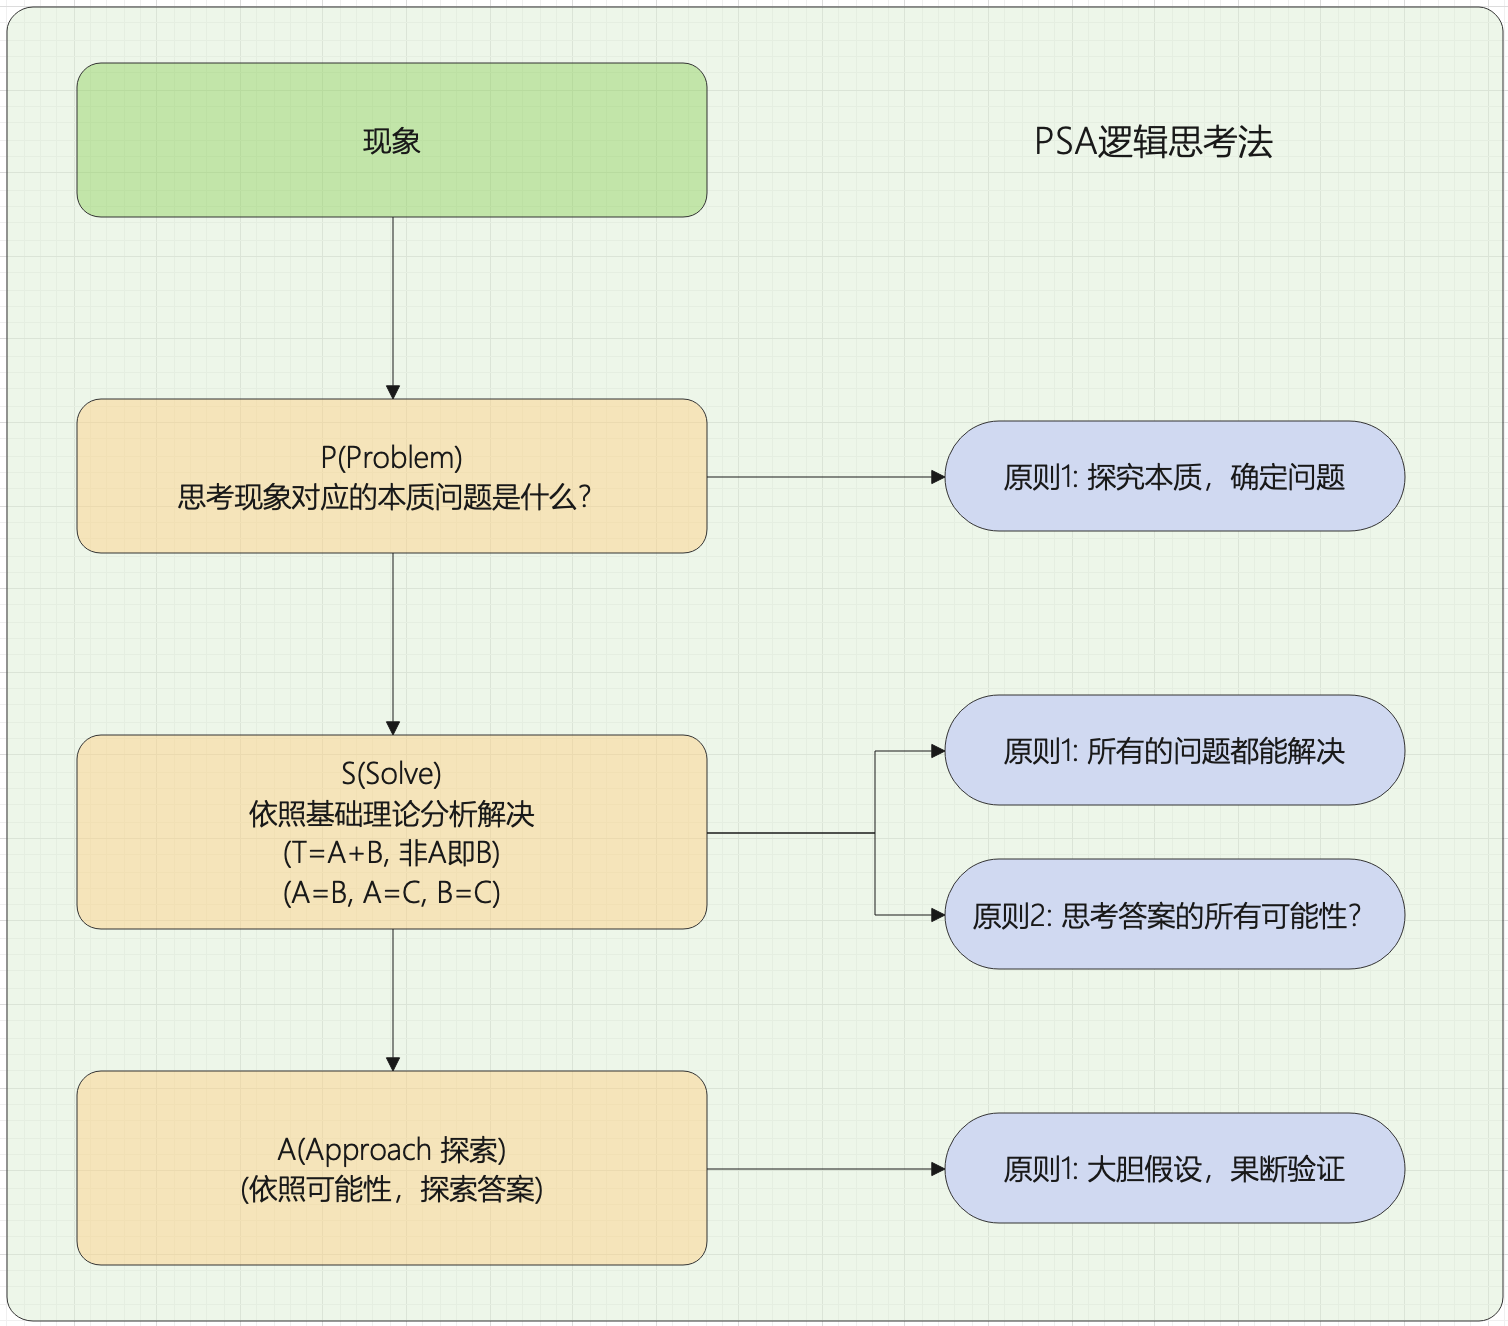 现象
PSA逻辑思考法
P(Problem)
思考现象对应的本质问题是什么？
原则1: 探究本质，确定问题
S(Solve)
依照基础理论分析解决
(T=A+B, 非A即B)
(A=B, A=C, B=C)
原则1: 所有的问题都能解决
原则2: 思考答案的所有可能性？
A(Approach 探索)
(依照可能性，探索答案)
原则1: 大胆假设，果断验证